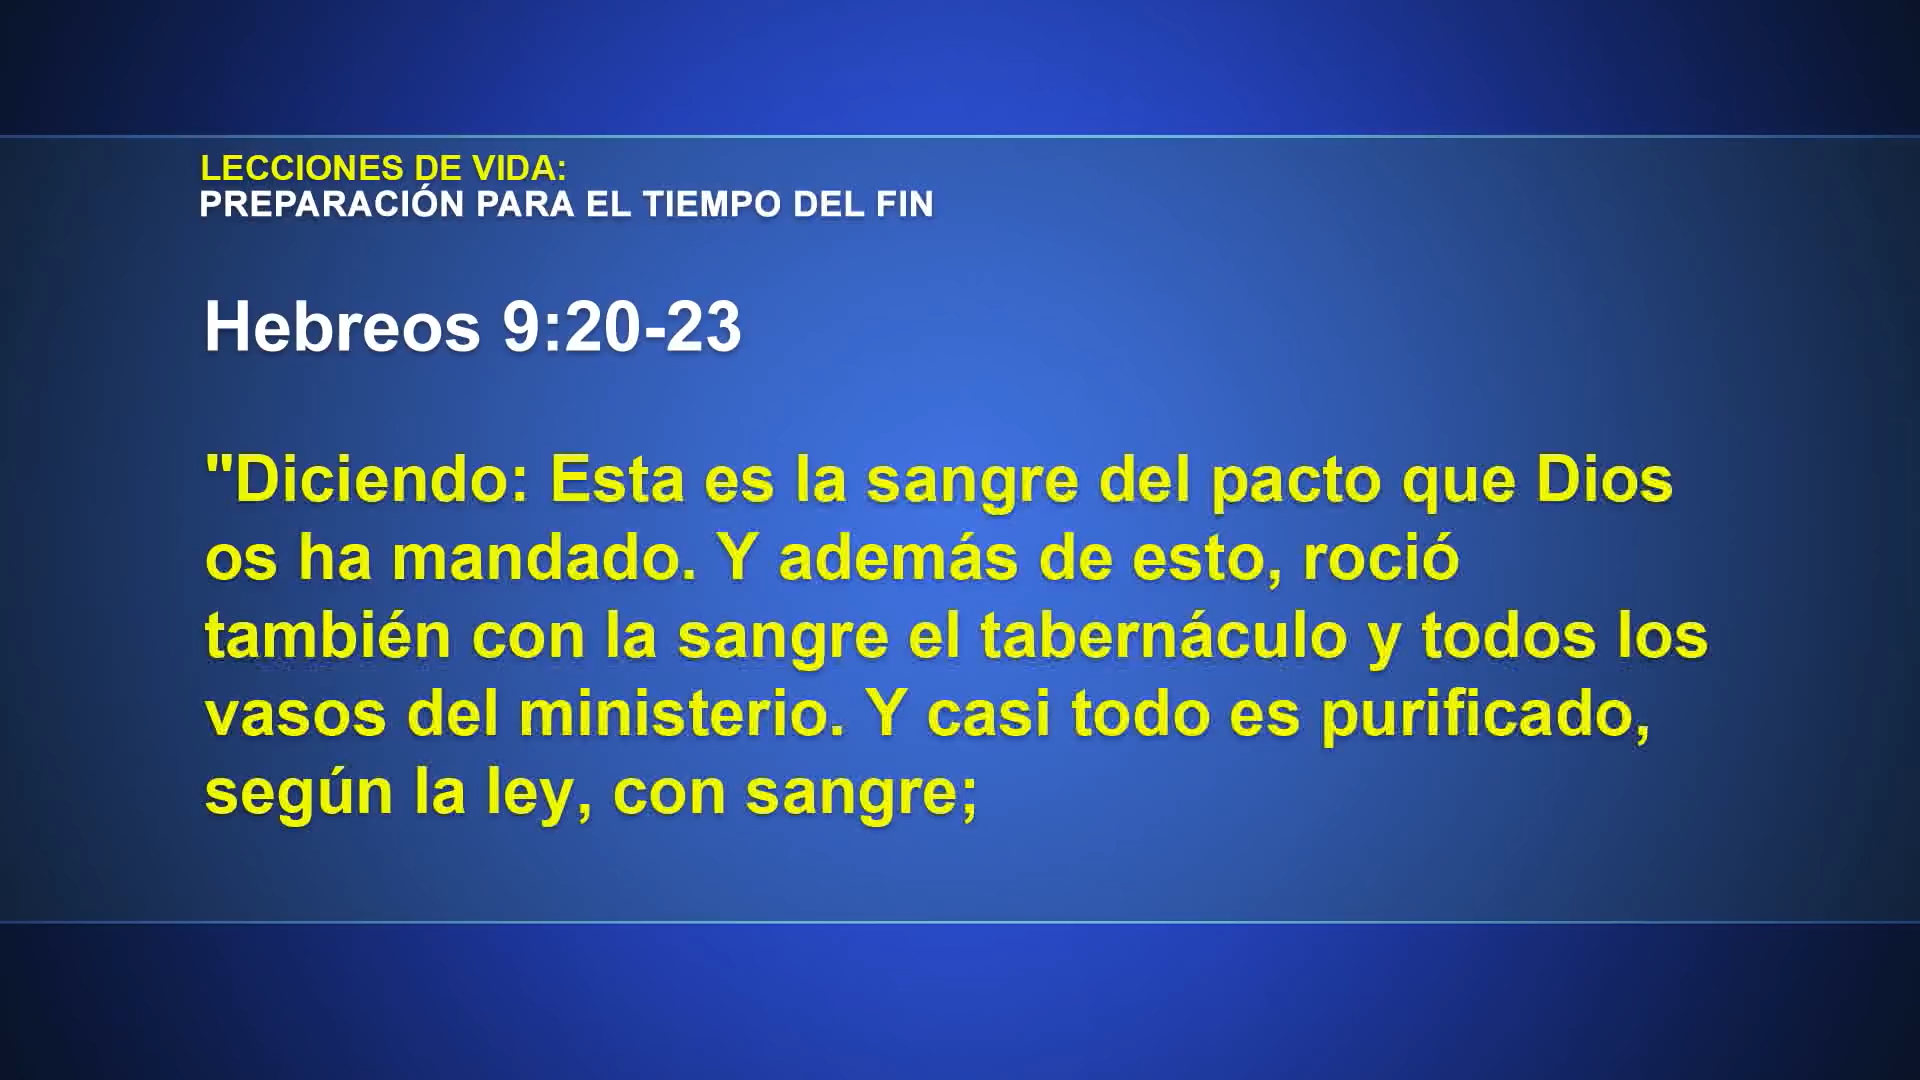 LECCIONES DE VIDA:
PREPARACIÓN PARA EL TIEMPO DEL FIN
Hebreos 9:20-23
"Diciendo: Esta es la sangre del pacto que Dios
os ha mandado. Y además de esto, roció
también con la sangre el tabernáculo y todos los
vasos del ministerio. Y casi todo es purificado,
según la ley, con sangre;